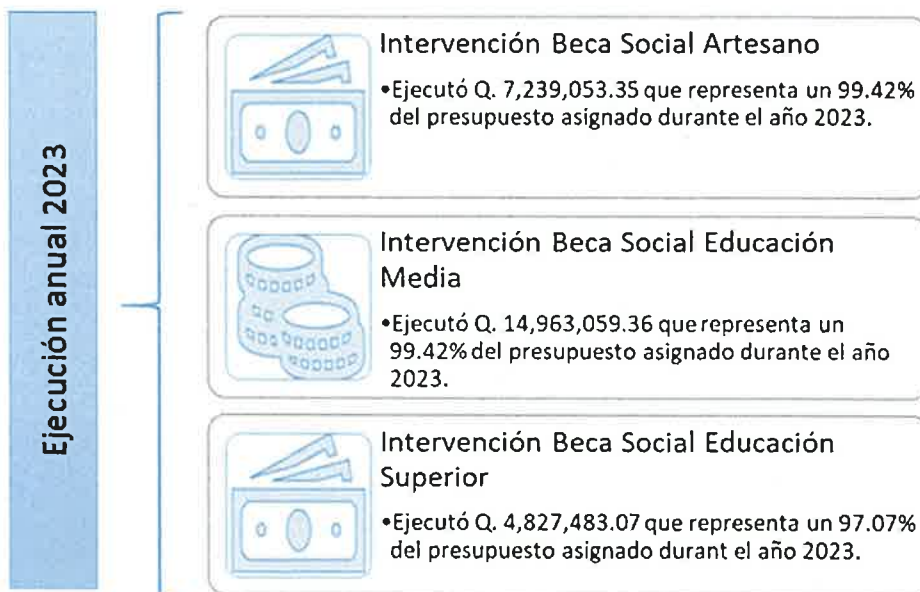 Ejecución anual 2023
Intervención Beca Social Artesano
•Ejecutó Q. 7,239,053.35 que representa un 99.42%
del presupuesto asignado durante el año 2023.
Intervención Beca Social Educación
Media
•Ejecutó Q. 14,963,059.36 que representa un
99.42% del presupuesto asignado durante el año
2023.
Intervención Beca Social Educación
Superior
•Ejecutó Q. 4,827,483.07 que representa un 97.07%
del presupuesto asignado durant el año 2023.